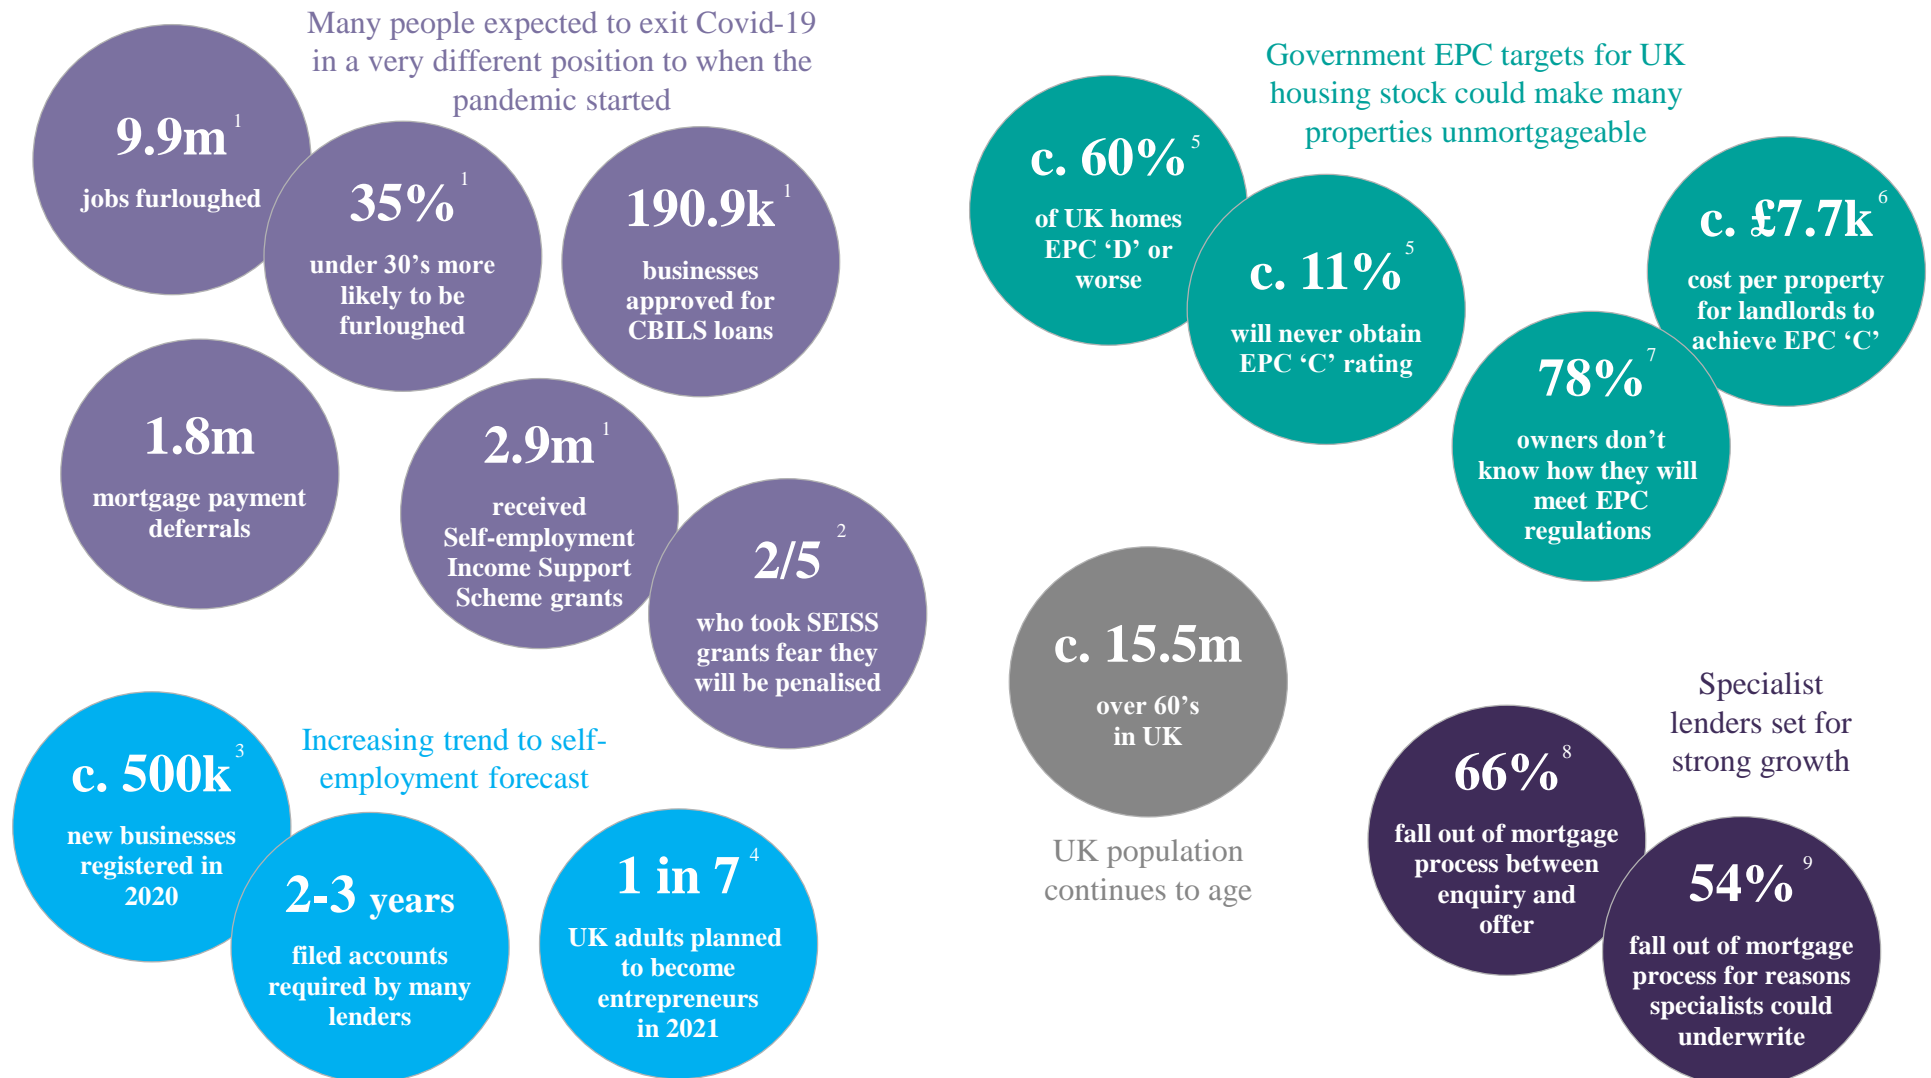 Many people expected to exit Covid-19
in a very different position to when the
pandemic started
9.9m 1
jobs furloughed
35% 1
under 30’s more
likely to be
furloughed
190.9k 1
businesses
approved for
CBILS loans
1.8m
mortgage payment
deferrals
2.9m 1
received
Self-employment
Income Support
Scheme grants
2/5 2
who took SEISS
grants fear they
will be penalised
Increasing trend to self-
employment forecast
c. 500k 3
new businesses
registered in
2020
2-3 years
filed accounts
required by many
lenders
1 in 7 4
UK adults planned
to become
entrepreneurs
in 2021
Government EPC targets for UK
housing stock could make many
properties unmortgageable
c. 60% 5
of UK homes
EPC ‘D’ or
worse
c. 11% 5
will never obtain
EPC ‘C’ rating
78% 7
owners don’t
know how they will
meet EPC
regulations
c. £7.7k 6
cost per property
for landlords to
achieve EPC ‘C’
c. 15.5m
over 60’s
in UK
UK population
continues to age
Specialist
lenders set for
strong growth
66% 8
fall out of mortgage
process between
enquiry and
offer
54% 9
fall out of mortgage
process for reasons
specialists could
underwrite